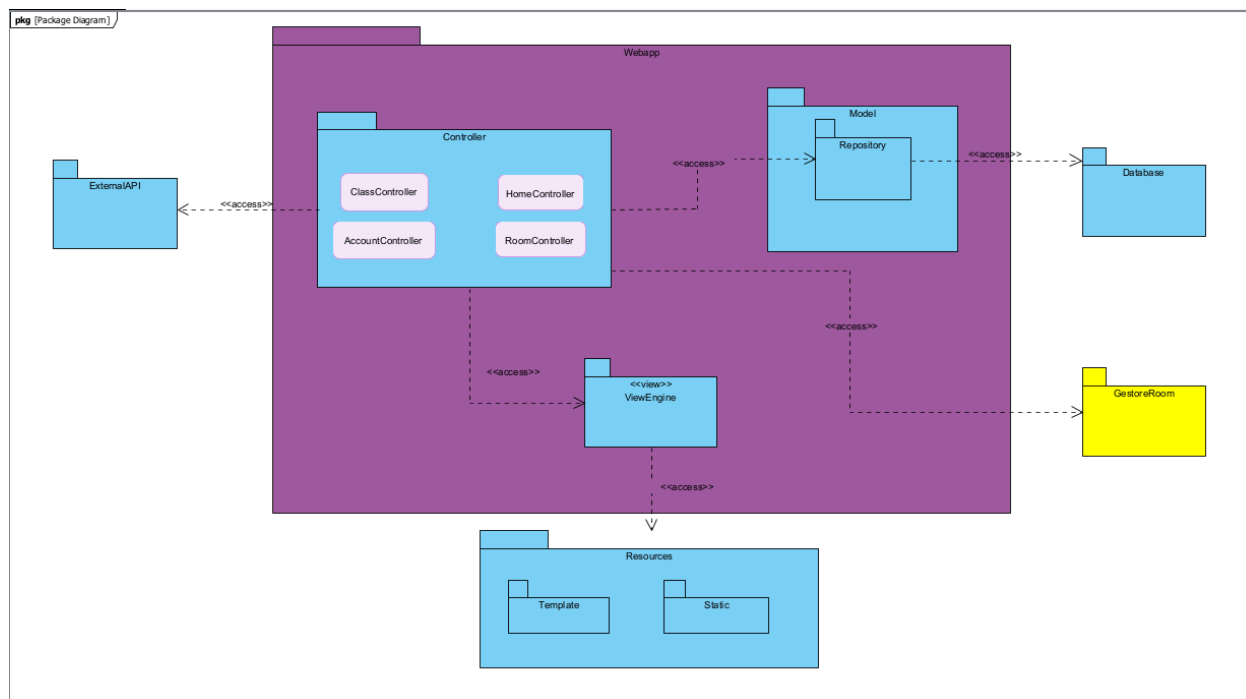 pkg [Package Diagram]
Webapp
Model
Controller
Repository
<<access>>
<<access>>
Database
ExternalAPI
ClassController
HomeController
<<access>>
AccountController
RoomController
<<access>>
<<access>>
<<view>>
ViewEngine
GestoreRoom
<<access>>
Resources
Template
Static